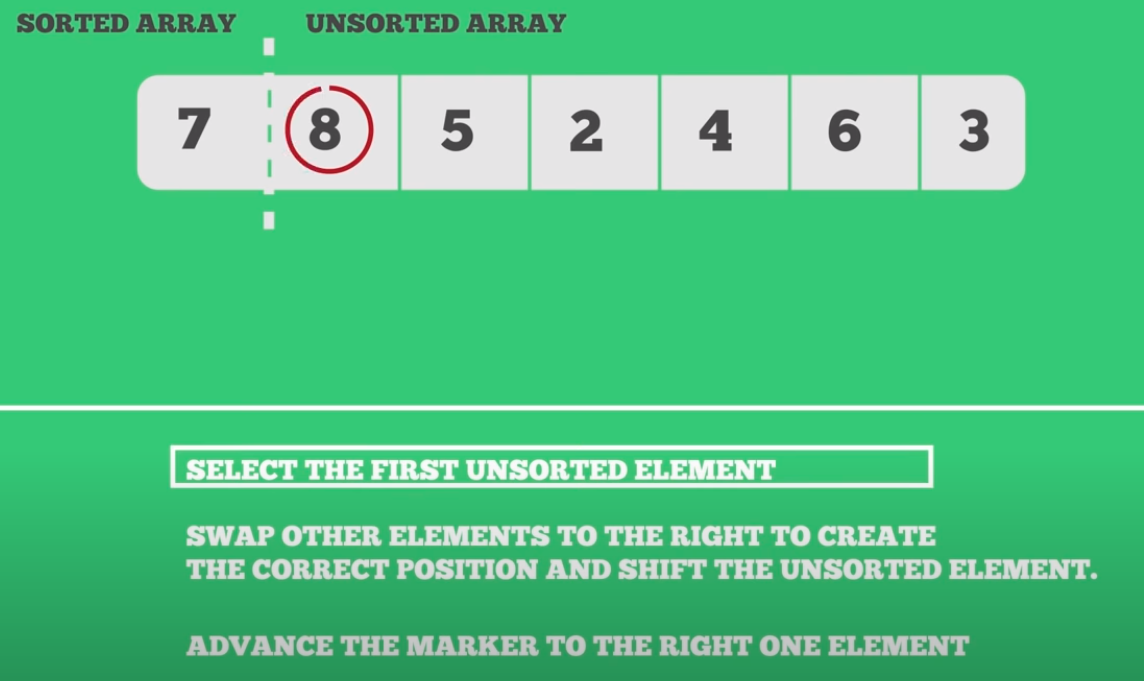 SORTED ARRAY UNSORTED ARRAY
7 8 5 2 4 6 3
SELECT THE FIRST UNSORTED ELEMENT
SWAP OTHER ELEMENTS TO THE RIGHT TO CREATE
THE CORRECT POSITION AND SHIFT THE UNSORTED ELEMENT.
ADVANCE THE MARKER TO THE RIGHT ONE ELEMENT